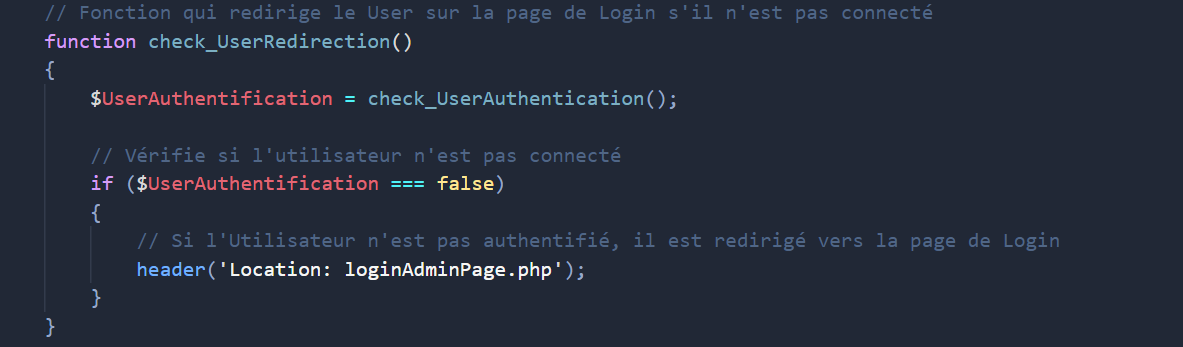 // Fonction qui redirige le User sur la page de Login s'il n'est pas connecté
function check_UserRedirection()
{
$UserAuthentification = check_UserAuthentication();
// Vérifie si l'utilisateur n'est pas connecté
if ($UserAuthentification === false)
{
// Si l'Utilisateur n'est pas authentifié, il est redirigé vers la page de Login
header('Location: loginAdminPage.php');
}
}